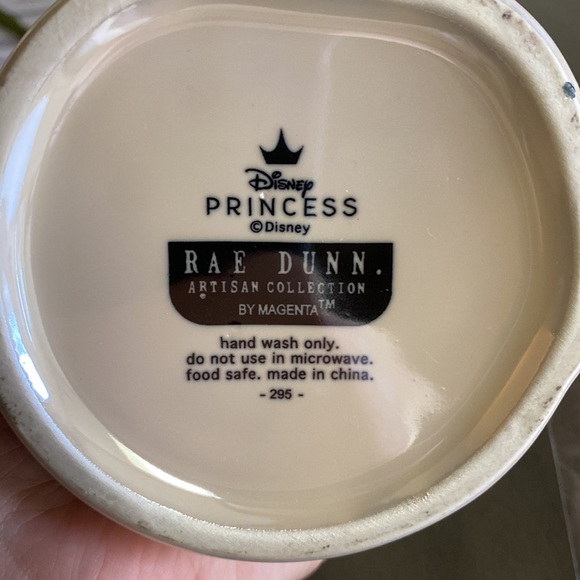 Disney
PRINCESS
©Disney
RAE DUNN.
ARTISAN COLLECTION
BY MAGENTA™
hand wash only.
do not use in microwave.
food safe. made in china.
- 295 -